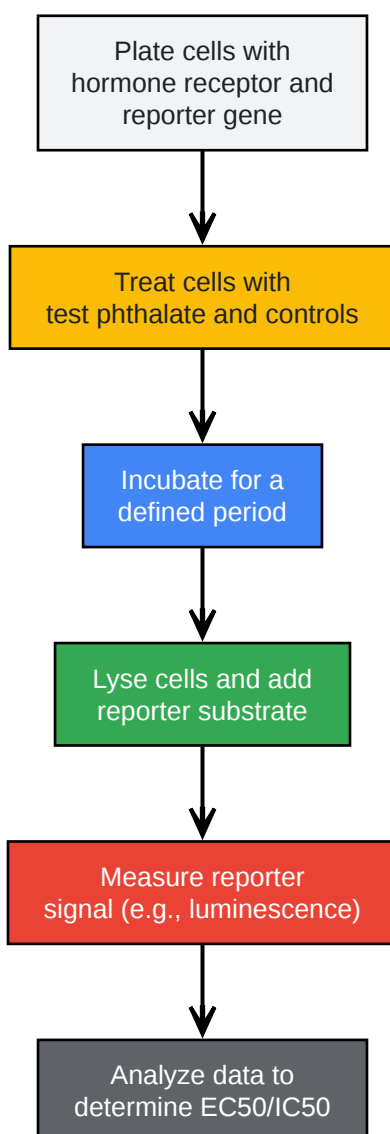 Plate cells with
hormone receptor and
reporter gene
Treat cells with
test phthalate and controls
Incubate for a
defined period
Lyse cells and add
reporter substrate
Measure reporter
signal (e.g., luminescence)
Analyze data to
determine EC50/IC50